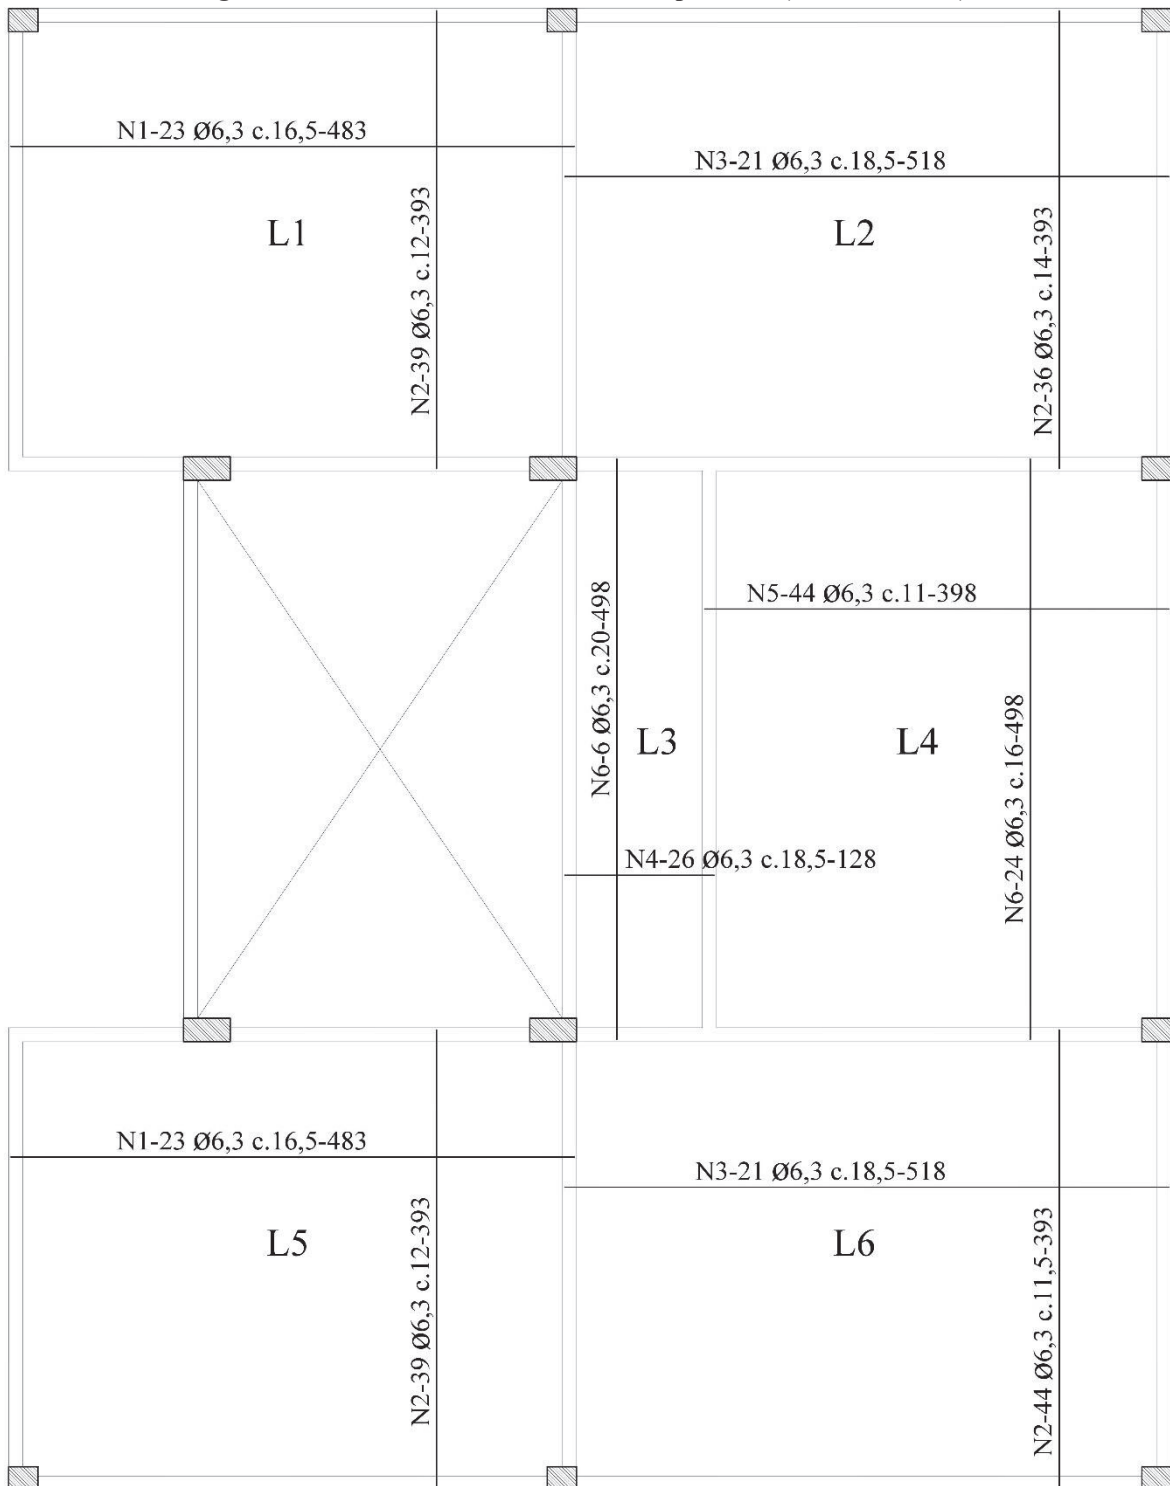 N1-23 Ø6,3 c.16,5-483
N3-21 Ø6,3 c.18,5-518
L1
N2-39 Ø6,3 c.12-393
L2
N2-36 Ø6,3 c.14-393
N5-44 Ø6,3 c.11-398
N6-6 Ø6,3 c.20-498
L3
L4
N6-24 Ø6,3 c.16-498
N4-26 Ø6,3 c.18,5-128
N1-23 Ø6,3 c.16,5-483
N3-21 Ø6,3 c.18,5-518
L5
N2-39 Ø6,3 c.12-393
L6
N2-44 Ø6,3 c.11,5-393